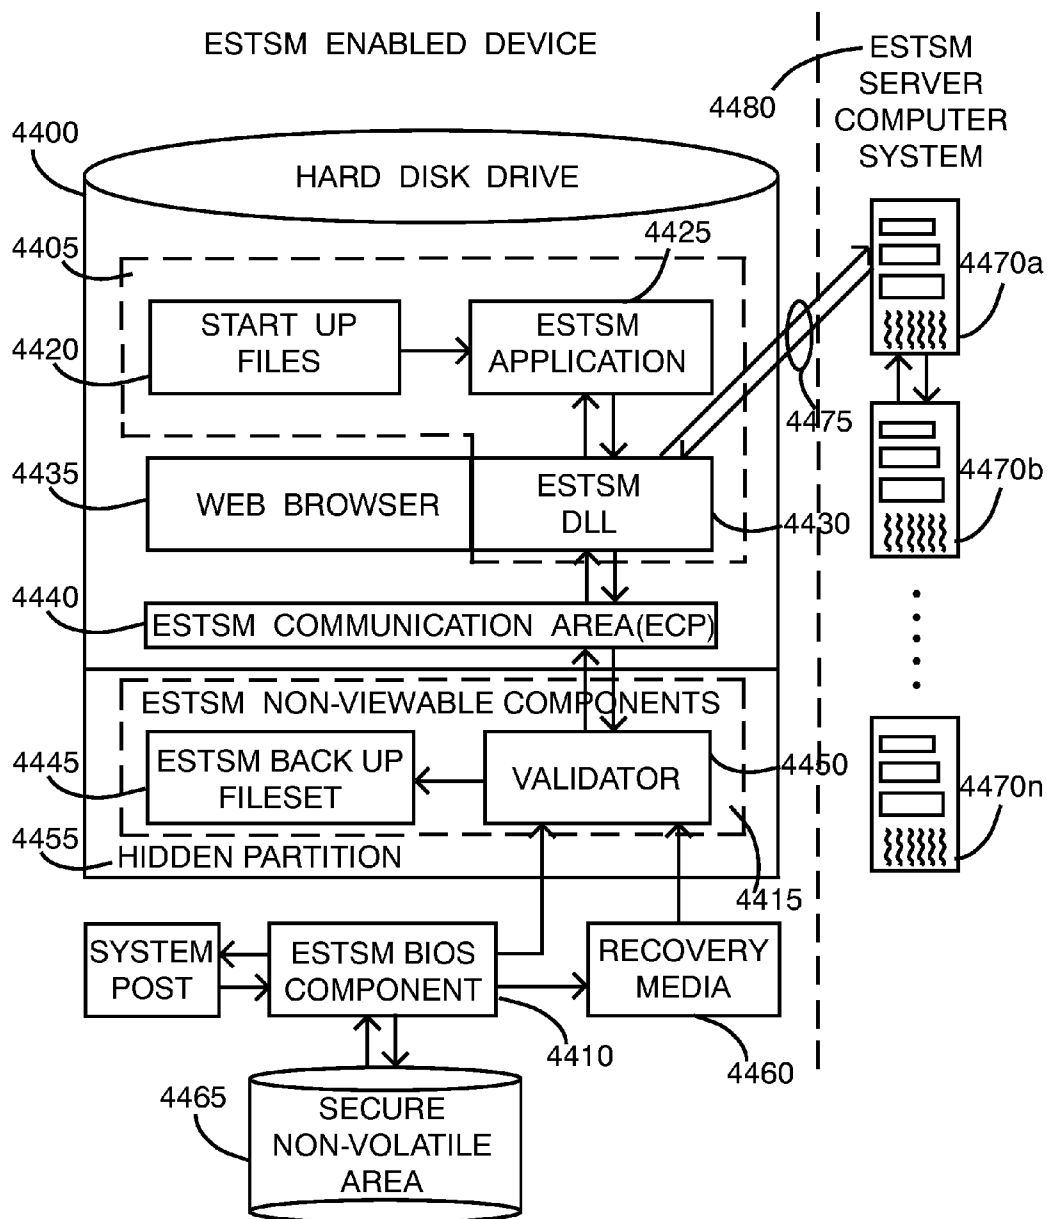 ESTSM ENABLED DEVICE
ESTSM
SERVER
COMPUTER
SYSTEM
4480
4400
HARD DISK DRIVE
4405
4425
4470a
START UP
FILES
ESTSM
APPLICATION
4420
4475
4435
WEB BROWSER
ESTSM
DLL
4430
4470b
4440
ESTSM COMMUNICATION AREA(ECP)
ESTSM NON-VIEWABLE COMPONENTS
4445
ESTSM BACK UP
FILESET
VALIDATOR
4450
4470n
4455
HIDDEN PARTITION
4415
SYSTEM
POST
ESTSM BIOS
COMPONENT
RECOVERY
MEDIA
4410
4460
4465
SECURE
NON-VOLATILE
AREA